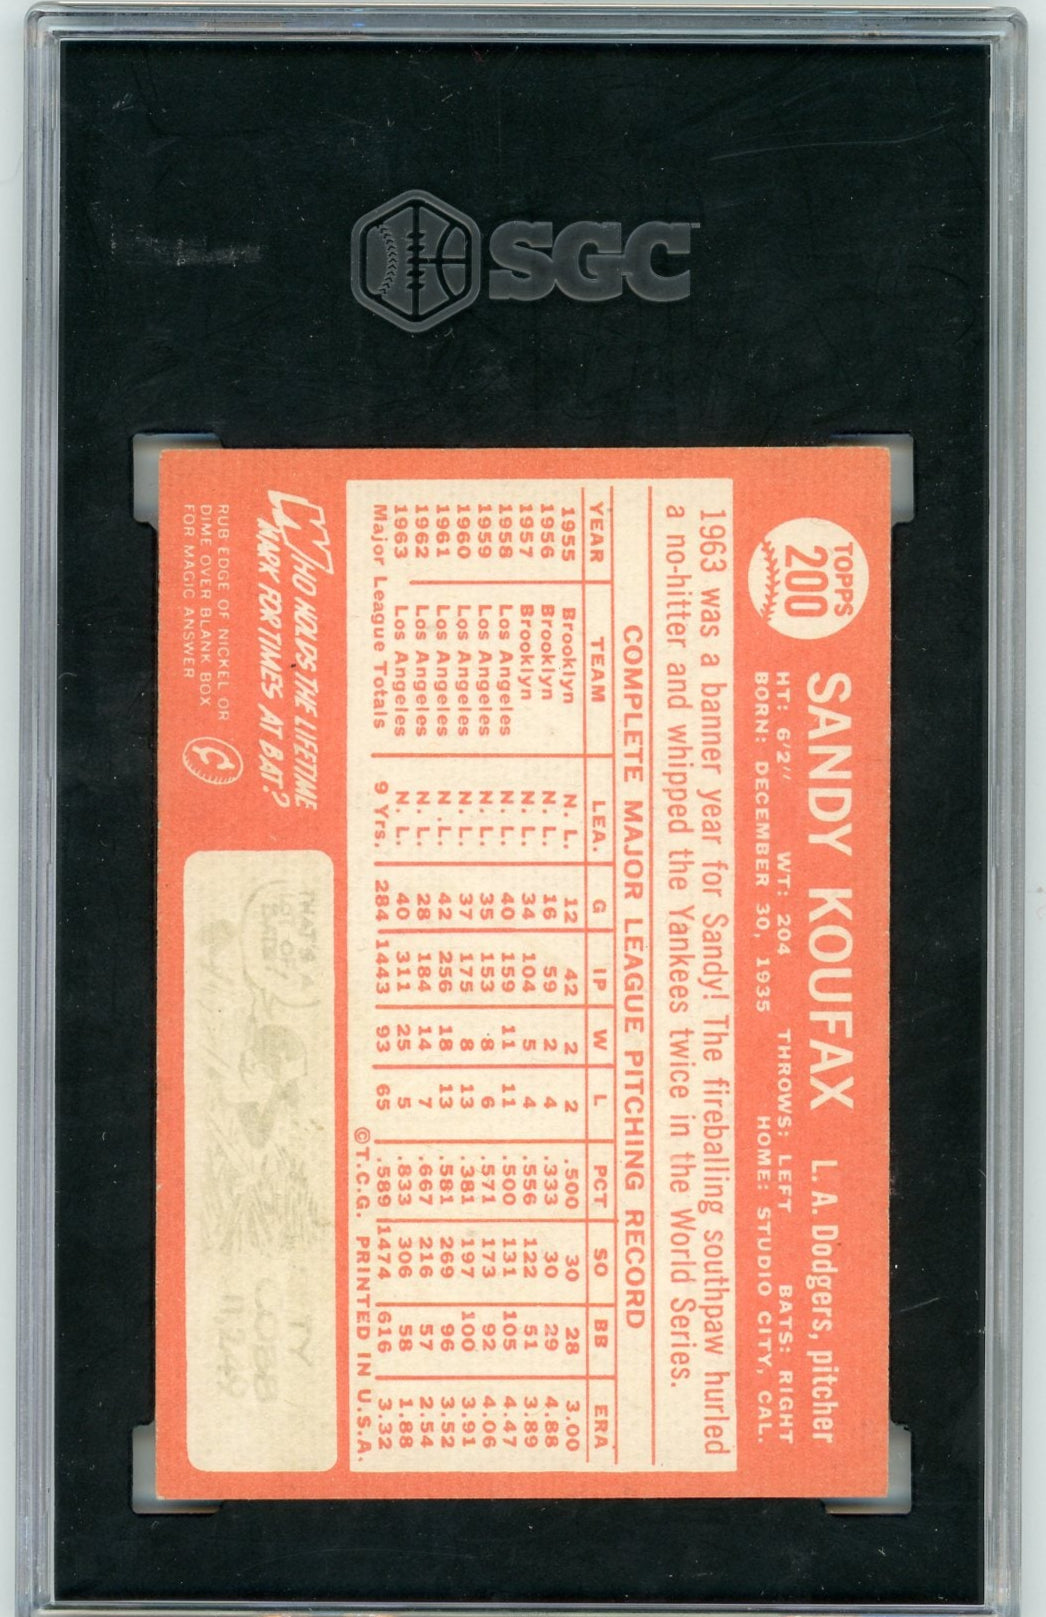 SGC
TOPPS
200
SANDY KOUFAX L. A. Dodgers, pitcher
HT: 6'2" WT: 204 THROWS: LEFT BATS: RIGHT
BORN: DECEMBER 30, 1935 HOME: STUDIO CITY, CAL.
1963 was a banner year for Sandy! The fireballing southpaw hurled
a no-hitter and whipped the Yankees twice in the World Series.
COMPLETE MAJOR LEAGUE PITCHING RECORD
YEAR TEAM LEA. G IP W L PCT SO BB ERA
1955 Brooklyn N. L. 12 42 2 2 .500 30 28 3.00
1956 Brooklyn N. L. 16 59 2 4 .333 30 29 4.88
1957 Brooklyn N. L. 34 104 5 4 .556 122 51 3.89
1958 Los Angeles N. L. 40 159 11 11 .500 131 105 4.47
1959 Los Angeles N. L. 35 153 8 6 .571 173 92 4.06
1960 Los Angeles N. L. 37 175 8 13 .381 197 100 3.91
1961 Los Angeles N. L. 42 256 18 13 .581 269 96 3.52
1962 Los Angeles N. L. 28 184 14 7 .667 216 57 2.54
1963 Los Angeles N. L. 40 311 25 5 .833 306 58 1.88
Major League Totals 9 Yrs. 284 1443 93 65 .589 1474 616 3.32
©T.C.G. PRINTED IN U.S.A.
WHO HOLDS THE LIFETIME
MARK FOR TIMES AT BAT?
RUB EDGE OF NICKEL OR
DIME OVER BLANK BOX
FOR MAGIC ANSWER
THAT'S A
LOT OF
BATS!
TY
COBB
11,429